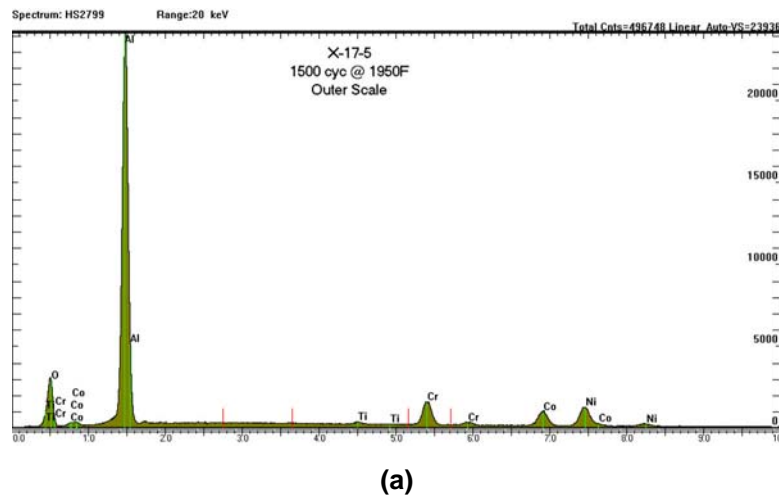 Spectrum: HS2799 Range:20 keV
Total Cnts=496748 Linear Auto-VS=23936
Al
X-17-5
1500 cyc @ 1950F
Outer Scale
20000
15000
10000
5000
Al
O
Cr
Cr
Ti
Co
Co
Co
Ti
Ti
Cr
Cr
Co
Ni
Co
Ni
0
0.0 1.0 2.0 3.0 4.0 5.0 6.0 7.0 8.0 9.0
(a)